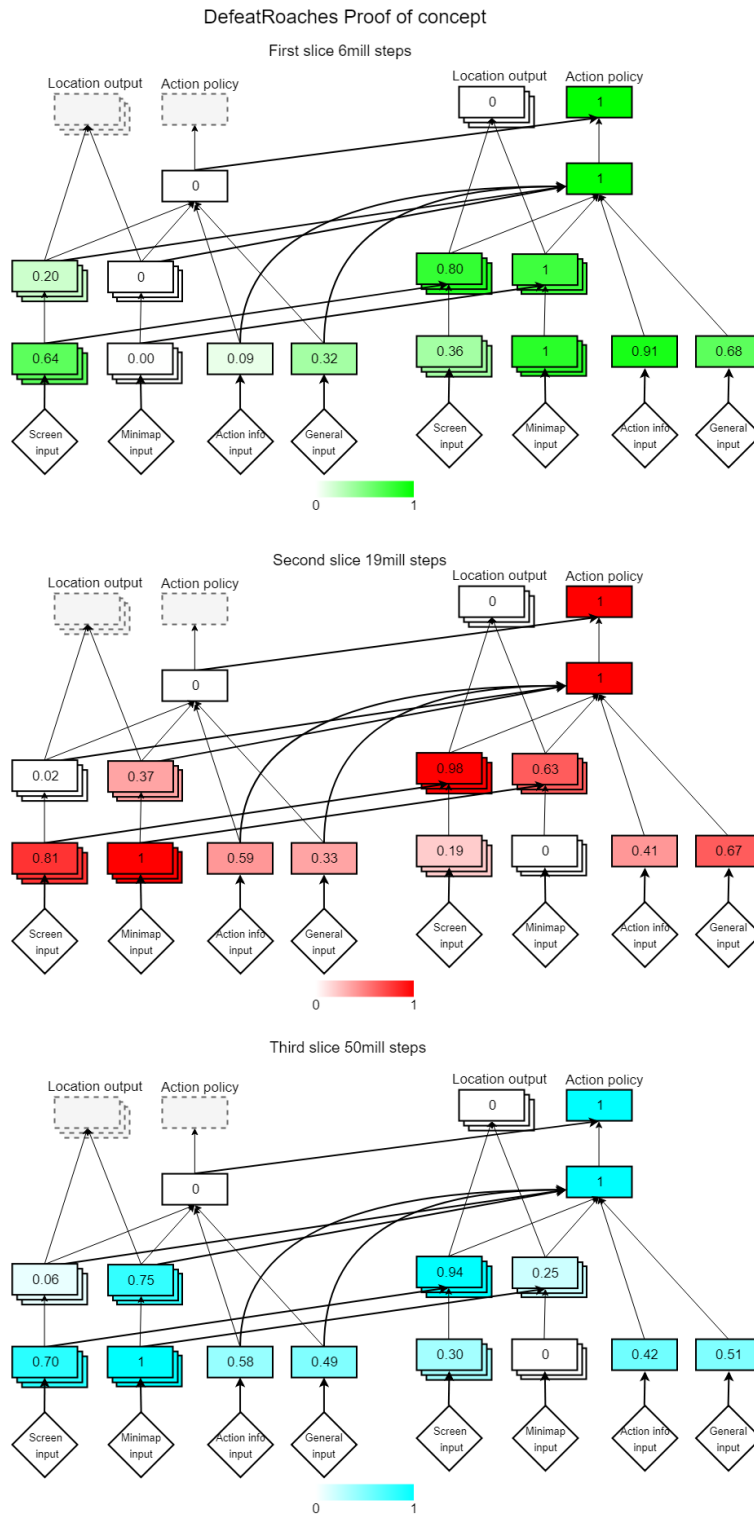 DefeatRoaches Proof of concept
First slice 6mill steps
Location output Action policy Location output Action policy
0 1
0 1
0.20 0 0.80 1
0.64 0.00 0.09 0.32 0.36 1 0.91 0.68
Screen input Minimap input Action info input General input Screen input Minimap input Action info input General input
0 1
Second slice 19mill steps
Location output Action policy Location output Action policy
0 1
0 1
0.02 0.37 0.98 0.63
0.81 1 0.59 0.33 0.19 0 0.41 0.67
Screen input Minimap input Action info input General input Screen input Minimap input Action info input General input
0 1
Third slice 50mill steps
Location output Action policy Location output Action policy
0 1
0 1
0.06 0.75 0.94 0.25
0.70 1 0.58 0.49 0.30 0 0.42 0.51
Screen input Minimap input Action info input General input Screen input Minimap input Action info input General input
0 1